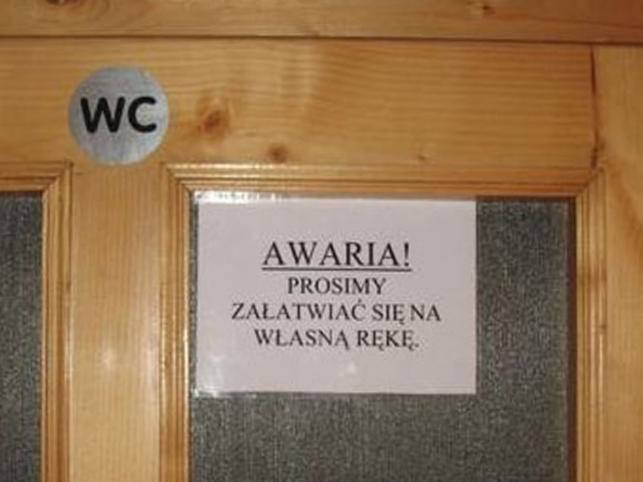 WC
AWARIA!
PROSIMY
ZAŁATWIAĆ SIĘ NA
WŁASNĄ RĘKĘ.